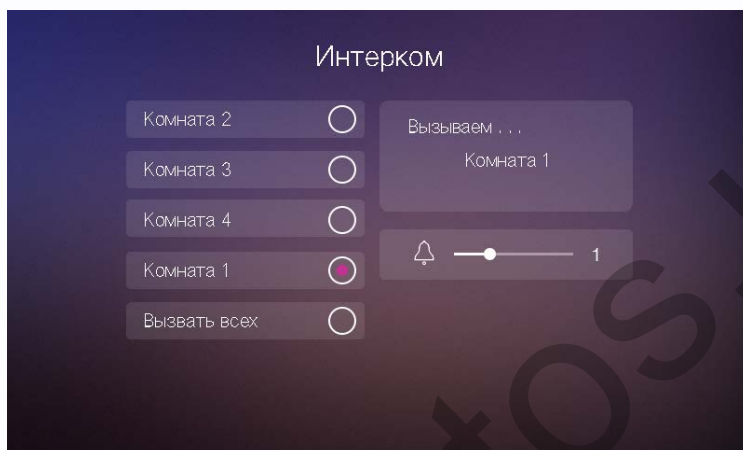 Интерком
Комната 2
Комната 3
Комната 4
Комната 1
Вызвать всех
Вызываем . . .
Комната 1
1